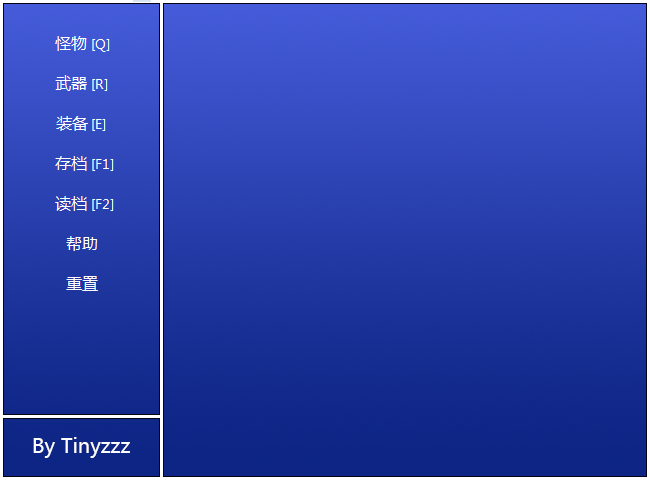 怪物 [Q]
武器 [R]
装备 [E]
存档 [F1]
读档 [F2]
帮助
重置
By Tinyzzz